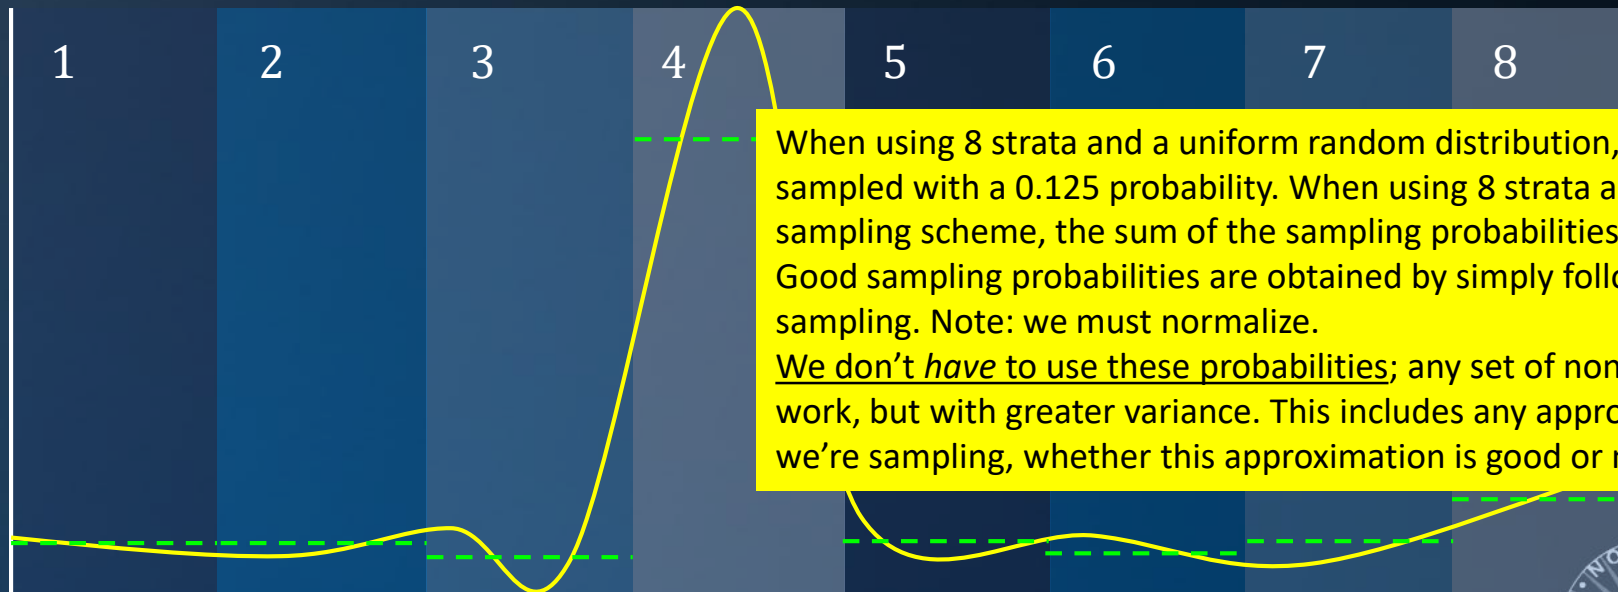 1 2 3 4 5 6 7 8
When using 8 strata and a uniform random distribution,
sampled with a 0.125 probability. When using 8 strata
sampling scheme, the sum of the sampling probabilities
Good sampling probabilities are obtained by simply
sampling. Note: we must normalize.
We don’t have to use these probabilities; any set of
work, but with greater variance. This includes any
we’re sampling, whether this approximation is good or
NO